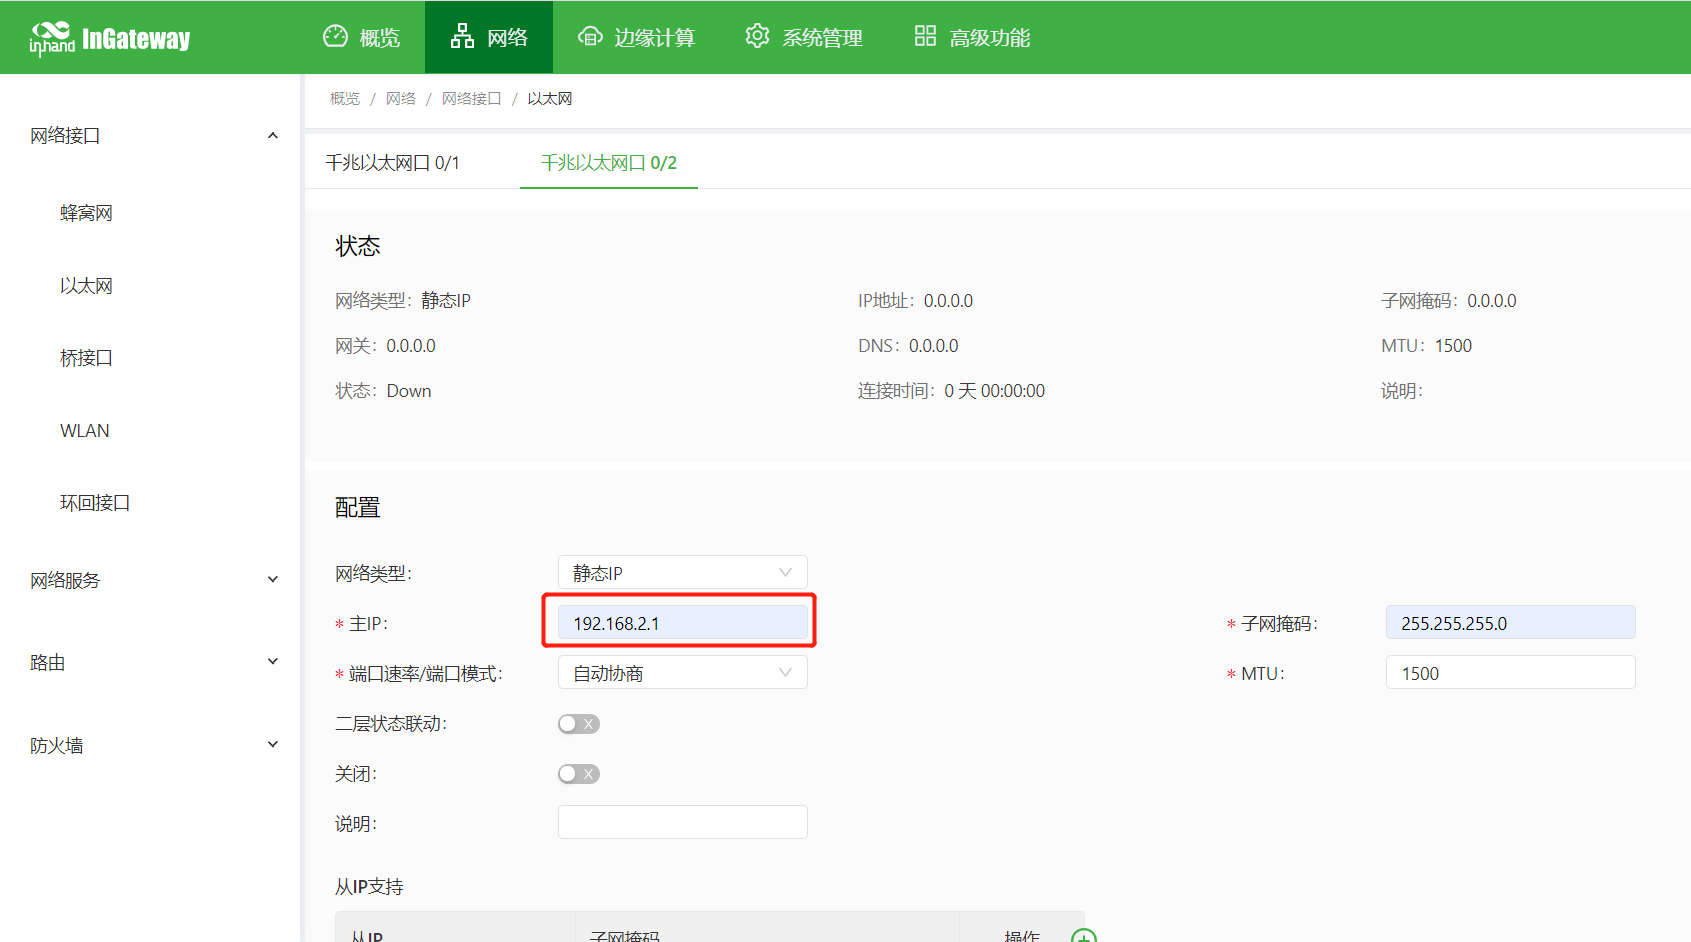 inhand InGateway
概览
网络
边缘计算
系统管理
高级功能
概览 / 网络 / 网络接口 / 以太网
网络接口
蜂窝网
以太网
桥接口
WLAN
环回接口
网络服务
路由
防火墙
千兆以太网口 0/1
千兆以太网口 0/2
状态
网络类型: 静态IP
IP地址: 0.0.0.0
子网掩码: 0.0.0.0
网关: 0.0.0.0
DNS: 0.0.0.0
MTU: 1500
状态: Down
连接时间: 0 天 00:00:00
说明:
配置
网络类型: 静态IP
* 主IP: 192.168.2.1
* 子网掩码: 255.255.255.0
* 端口速率/端口模式: 自动协商
* MTU: 1500
二层状态联动: X
关闭: X
说明:
从IP支持
从IP
子网掩码
操作